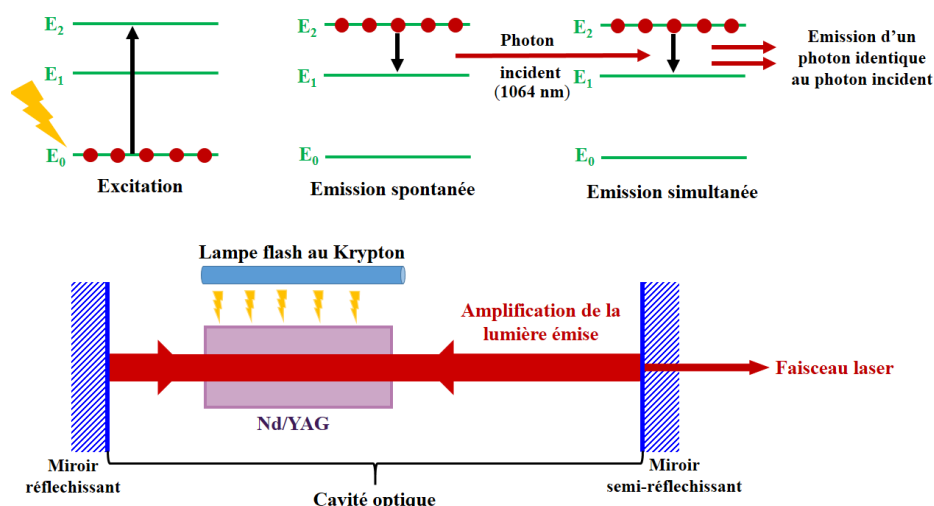 E2
E1
E0
Excitation
E2
E1
E0
Emission spontanée
Photon
incident
(1064 nm)
E2
E1
E0
Emission simultanée
Emission d'un
photon identique
au photon incident
Lampe flash au Krypton
Amplification de la
lumière émise
Faisceau laser
Nd/YAG
Miroir
réflechissant
Cavité optique
Miroir
semi-réflechissant